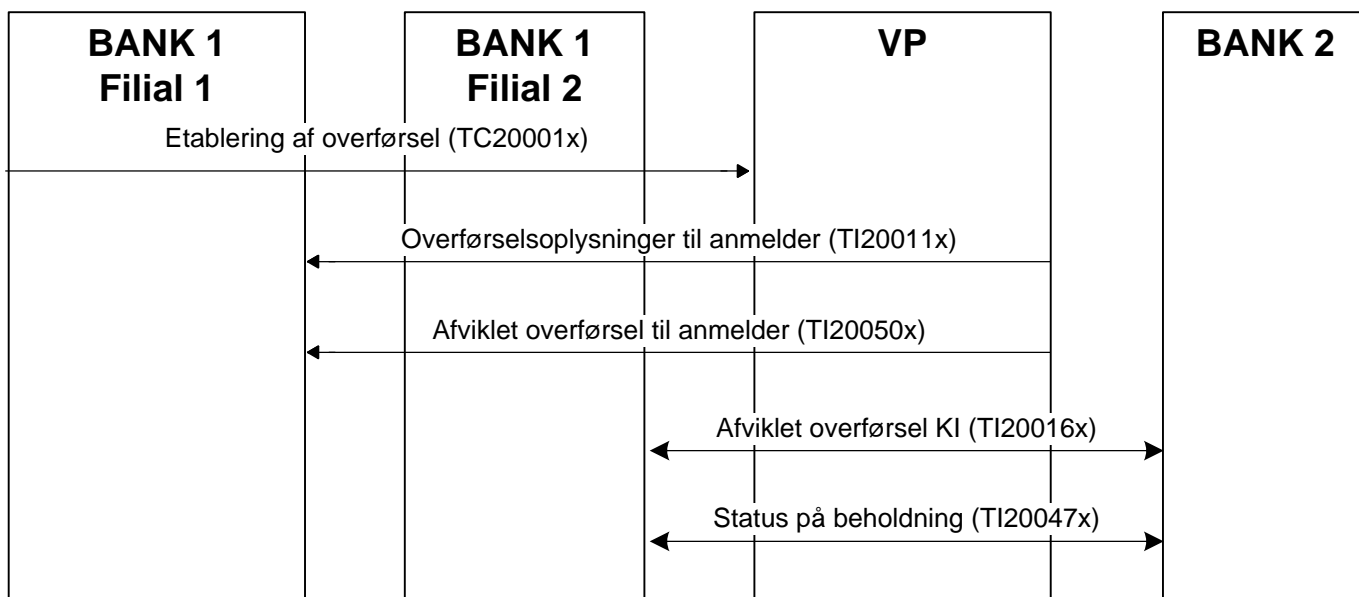 BANK 1
Filial 1
BANK 1
Filial 2
VP
BANK 2
Etablering af overførsel (TC20001x)
Overførselsoplysninger til anmelder (TI20011x)
Afviklet overførsel til anmelder (TI20050x)
Afviklet overførsel KI (TI20016x)
Status på beholdning (TI20047x)